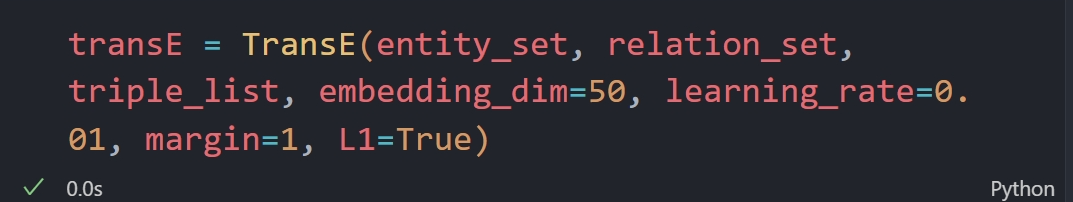 transE = TransE(entity_set, relation_set,
triple_list, embedding_dim=50, learning_rate=0.
01, margin=1, L1=True)
0.0s
Python